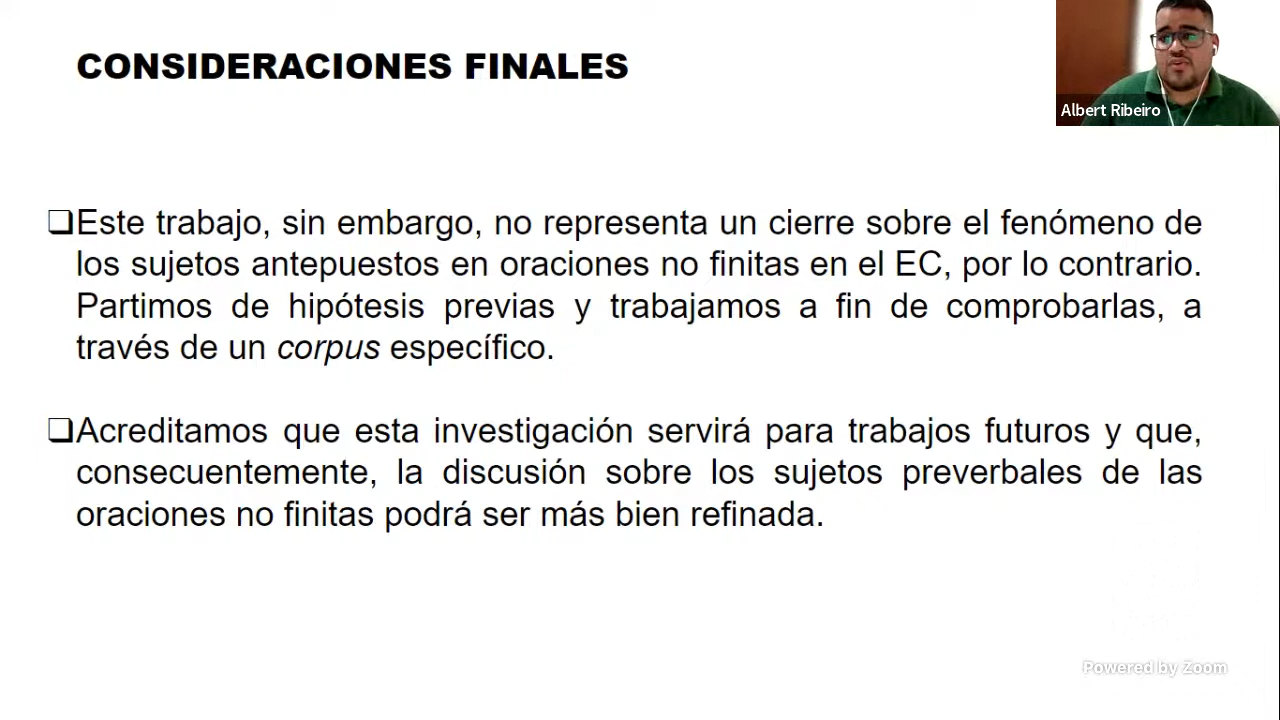 CONSIDERACIONES FINALES
Albert Ribeiro
❑Este trabajo, sin embargo, no representa un cierre sobre el fenómeno de
los sujetos antepuestos en oraciones no finitas en el EC, por lo contrario.
Partimos de hipótesis previas y trabajamos a fin de comprobarlas, a
través de un corpus específico.
❑Acreditamos que esta investigación servirá para trabajos futuros y que,
consecuentemente, la discusión sobre los sujetos preverbales de las
oraciones no finitas podrá ser más bien refinada.
Powered by Zoom